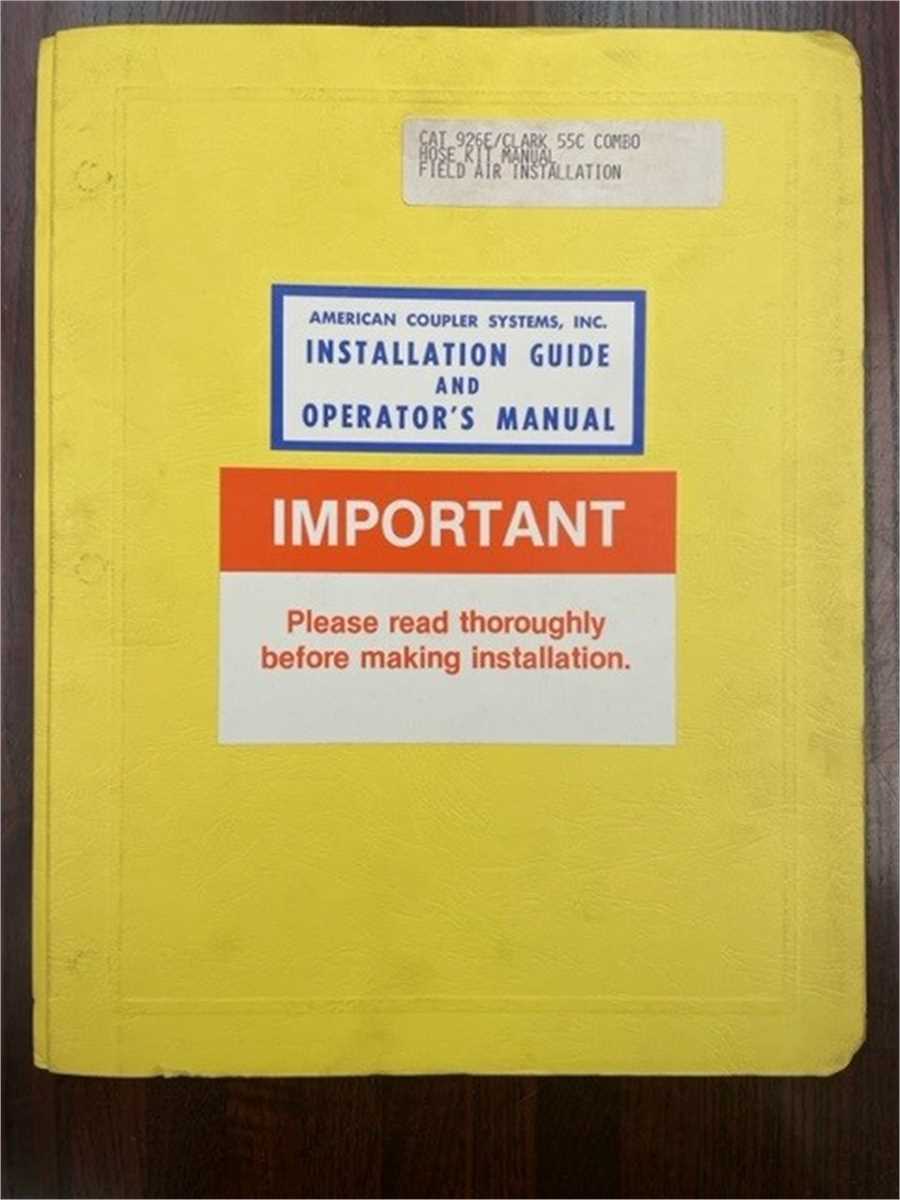 CAT 926E/CLARK 55C COMBO
HOSE KIT MANUAL
FIELD AIR INSTALLATION
AMERICAN COUPLER SYSTEMS, INC.
INSTALLATION GUIDE
AND
OPERATOR'S MANUAL
IMPORTANT
Please read thoroughly
before making installation.